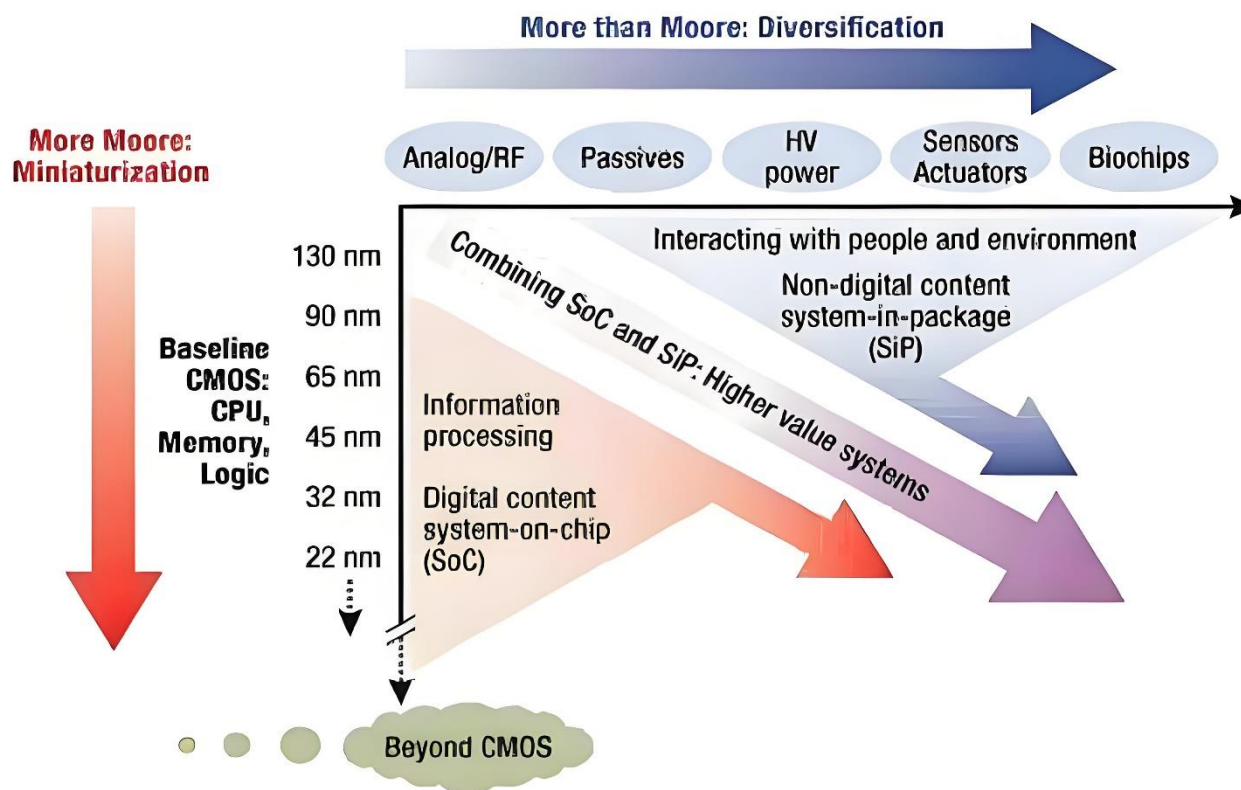 More than Moore: Diversification
More Moore:
Miniaturization
Analog/RF
Passives
HV
power
Sensors
Actuators
Biochips
Interacting with people and environment
Non-digital content
system-in-package
(SiP)
Combining SoC and SiP: Higher value systems
130 nm
90 nm
65 nm
45 nm
32 nm
22 nm
Baseline
CMOS:
CPU,
Memory,
Logic
Information
processing
Digital content
system-on-chip
(SoC)
Beyond CMOS